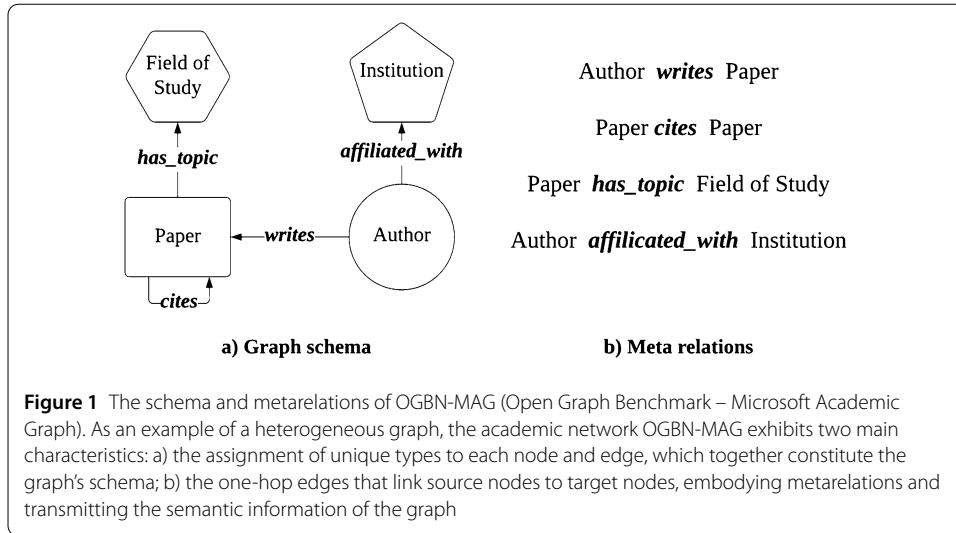 Field of
Study
Institution
has_topic
affiliated_with
Paper
writes
Author
cites
a) Graph schema
Author writes Paper
Paper cites Paper
Paper has_topic Field of Study
Author affilicated_with Institution
b) Meta relations
Figure 1 The schema and metarelations of OGBN-MAG (Open Graph Benchmark – Microsoft Academic
Graph). As an example of a heterogeneous graph, the academic network OGBN-MAG exhibits two main
characteristics: a) the assignment of unique types to each node and edge, which together constitute the
graph's schema; b) the one-hop edges that link source nodes to target nodes, embodying metarelations and
transmitting the semantic information of the graph